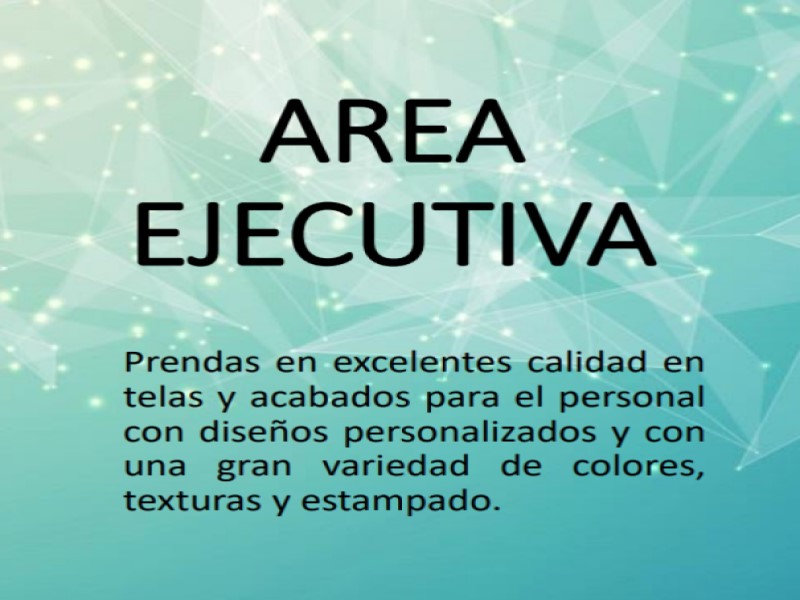 AREA
EJECUTIVA
Prendas en excelentes calidad en
telas y acabados para el personal
con diseños personalizados y con
una gran variedad de colores,
texturas y estampado.